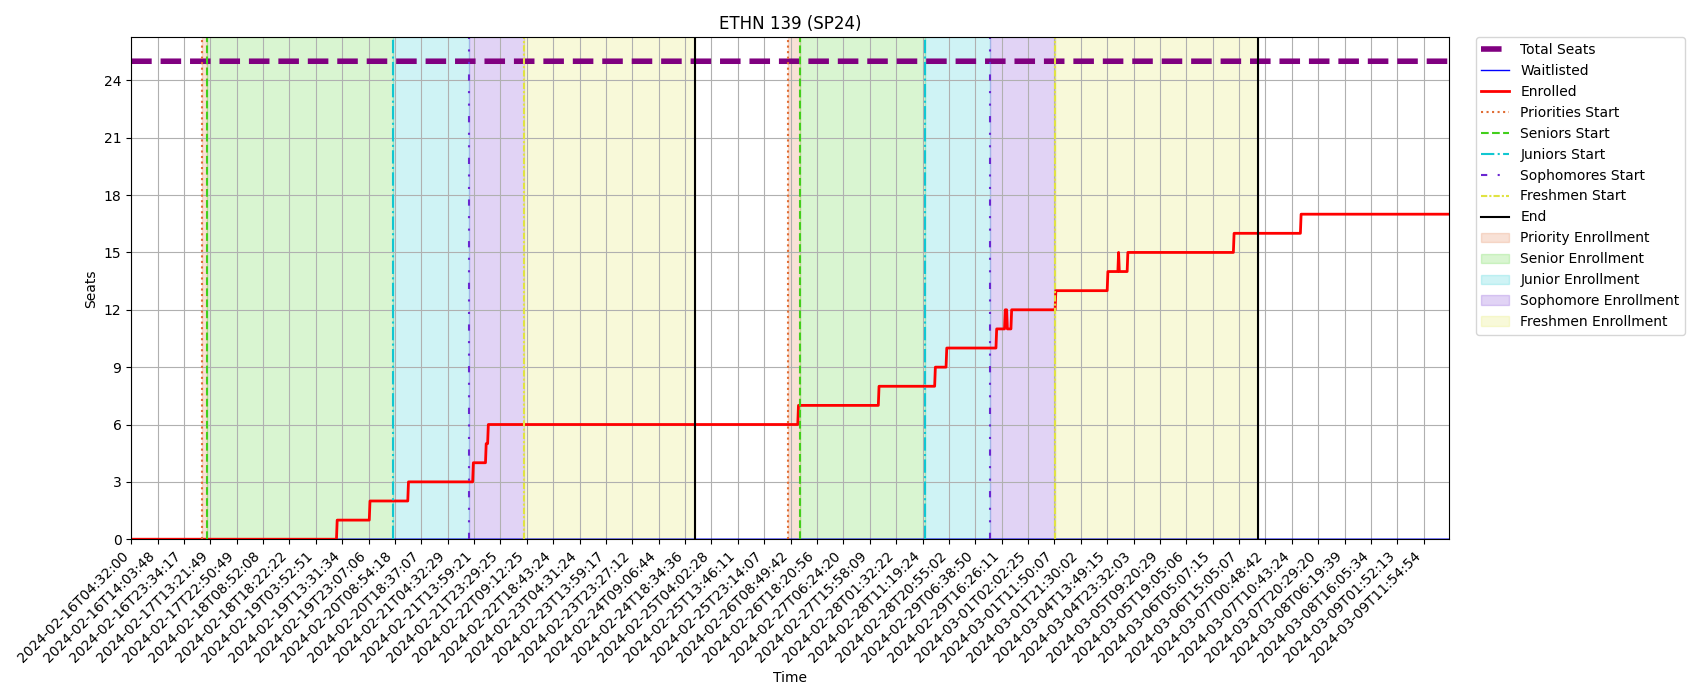 ETHN 139 (SP24)
Total Seats
Waitlisted
Enrolled
Priorities Start
Seniors Start
Juniors Start
Sophomores Start
Freshmen Start
End
Priority Enrollment
Senior Enrollment
Junior Enrollment
Sophomore Enrollment
Freshmen Enrollment
Seats
24
21
18
15
12
9
6
3
0
2024-02-16T04:32:00
2024-02-16T14:03:48
2024-02-16T23:34:17
2024-02-17T13:21:49
2024-02-17T22:50:49
2024-02-18T08:52:08
2024-02-18T18:22:22
2024-02-19T03:52:51
2024-02-19T13:31:34
2024-02-19T23:07:06
2024-02-20T08:54:18
2024-02-20T18:37:07
2024-02-21T04:32:29
2024-02-21T13:59:21
2024-02-21T23:29:25
2024-02-22T09:12:25
2024-02-22T18:43:24
2024-02-23T04:31:24
2024-02-23T13:59:17
2024-02-23T23:27:12
2024-02-24T09:06:44
2024-02-24T18:34:36
2024-02-25T04:02:28
2024-02-25T13:46:11
2024-02-25T23:14:07
2024-02-26T08:49:42
2024-02-26T18:20:56
2024-02-27T06:24:20
2024-02-27T15:58:09
2024-02-28T01:32:22
2024-02-28T11:19:24
2024-02-28T20:55:02
2024-02-29T06:38:50
2024-02-29T16:26:11
2024-03-01T02:02:25
2024-03-01T11:50:07
2024-03-01T21:30:02
2024-03-04T13:49:15
2024-03-04T23:32:03
2024-03-05T09:20:29
2024-03-05T19:05:06
2024-03-06T05:07:15
2024-03-06T15:05:07
2024-03-07T00:48:42
2024-03-07T10:43:24
2024-03-07T20:29:20
2024-03-08T06:19:39
2024-03-08T16:05:34
2024-03-09T01:52:13
2024-03-09T11:54:54
Time